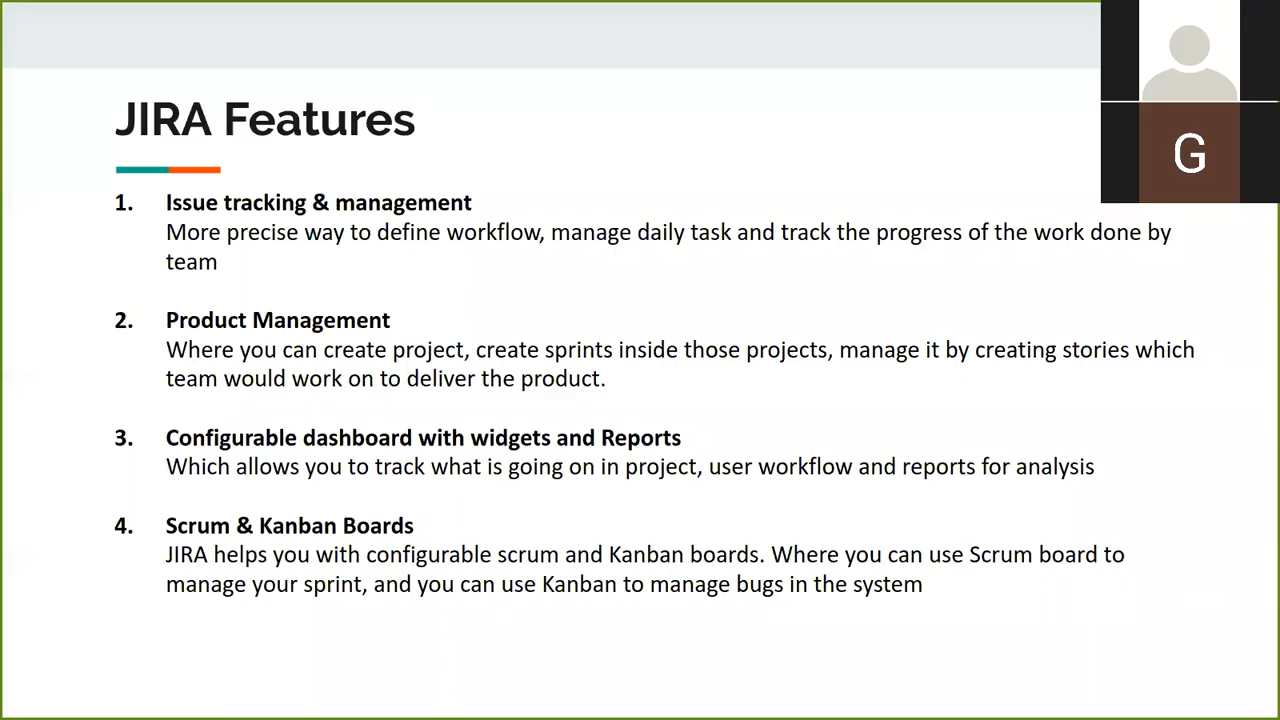 JIRA Features
G
1. Issue tracking & management
More precise way to define workflow, manage daily task and track the progress of the work done by
team
2. Product Management
Where you can create project, create sprints inside those projects, manage it by creating stories which
team would work on to deliver the product.
3. Configurable dashboard with widgets and Reports
Which allows you to track what is going on in project, user workflow and reports for analysis
4. Scrum & Kanban Boards
JIRA helps you with configurable scrum and Kanban boards. Where you can use Scrum board to
manage your sprint, and you can use Kanban to manage bugs in the system